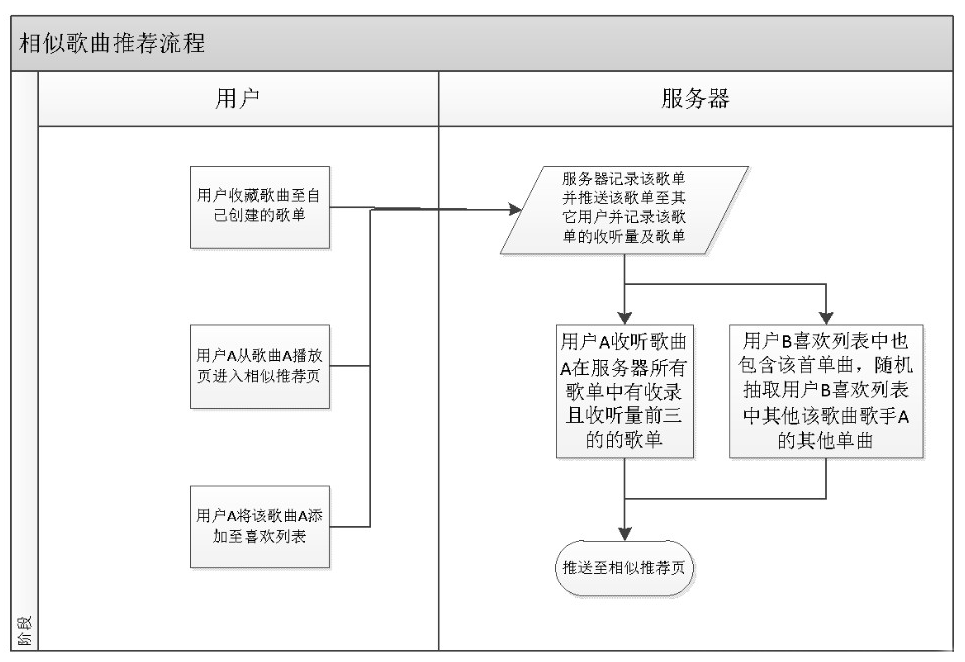 相似歌曲推荐流程
用户
服务器
用户收藏歌曲至自
己创建的歌单
服务器记录该歌单
并推送该歌单至其
它用户并记录该歌
单的收听量及歌单
用户A从歌曲A播放
页进入相似推荐页
用户A收听歌曲
A在服务器所有
歌单中有收录
且收听量前三
的的歌单
用户B喜欢列表中也
包含该首单曲，随机
抽取用户B喜欢列表
中其他该歌曲歌手A
的其他单曲
用户A将该歌曲A添
加至喜欢列表
推送至相似推荐页
阶段